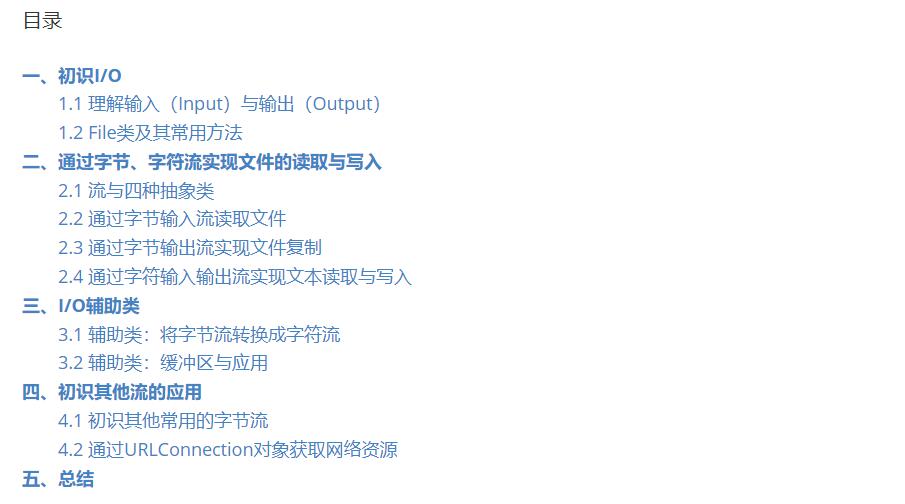 目录
一、初识I/O
1.1 理解输入（Input）与输出（Output）
1.2 File类及其常用方法
二、通过字节、字符流实现文件的读取与写入
2.1 流与四种抽象类
2.2 通过字节输入流读取文件
2.3 通过字节输出流实现文件复制
2.4 通过字符输入输出流实现文本读取与写入
三、I/O辅助类
3.1 辅助类：将字节流转换成字符流
3.2 辅助类：缓冲区与应用
四、初识其他流的应用
4.1 初识其他常用的字节流
4.2 通过URLConnection对象获取网络资源
五、总结